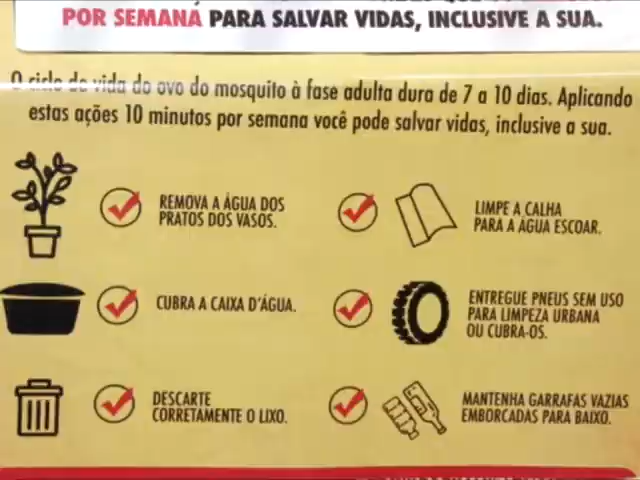 POR SEMANA PARA SALVAR VIDAS, INCLUSIVE A SUA.
O ciclo de vida do ovo do mosquito à fase adulta dura de 7 a 10 dias. Aplicando
estas ações 10 minutos por semana você pode salvar vidas, inclusive a sua.
REMOVA A ÁGUA DOS
PRATOS DOS VASOS.
LIMPE A CALHA
PARA A ÁGUA ESCOAR.
CUBRA A CAIXA D'ÁGUA.
ENTREGUE PNEUS SEM USO
PARA LIMPEZA URBANA
OU CUBRA-OS.
DESCARTE
CORRETAMENTE O LIXO.
MANTENHA GARRAFAS VAZIAS
EMBORCADAS PARA BAIXO.